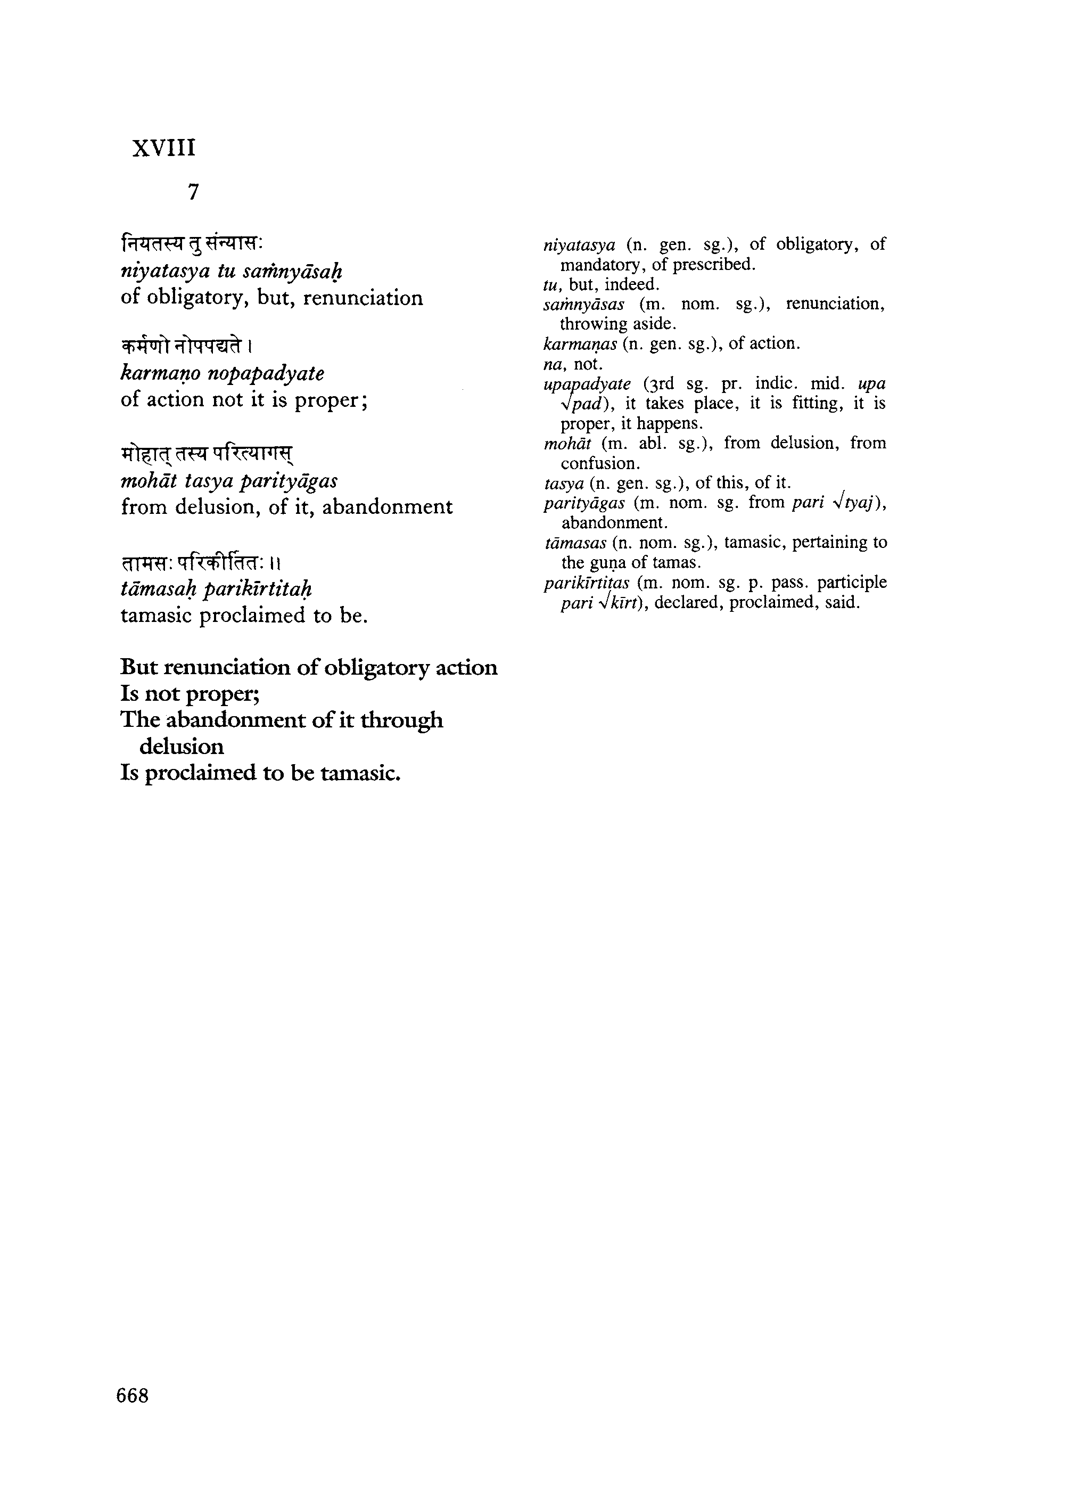 XVIII
7
नियतस्य तु संन्यासः
niyatasya tu saṁnyāsaḥ
of obligatory, but, renunciation
कर्मणो नोपपद्यते ।
karmaṇo nopapadyate
of action not it is proper;
मोहात् तस्य परित्यागस्
mohāt tasya parityāgas
from delusion, of it, abandonment
तामसः परिकीर्तितः ॥
tāmasaḥ parikīrtitaḥ
tamasic proclaimed to be.
But renunciation of obligatory action
Is not proper;
The abandonment of it through
delusion
Is proclaimed to be tamasic.
niyatasya (n. gen. sg.), of obligatory, of
mandatory, of prescribed.
tu, but, indeed.
saṁnyāsas (m. nom. sg.), renunciation,
throwing aside.
karmaṇas (n. gen. sg.), of action.
na, not.
upapadyate (3rd sg. pr. indic. mid. upa
√pad), it takes place, it is fitting, it is
proper, it happens.
mohāt (m. abl. sg.), from delusion, from
confusion.
tasya (n. gen. sg.), of this, of it.
parityāgas (m. nom. sg. from pari √tyaj),
abandonment.
tāmasas (n. nom. sg.), tamasic, pertaining to
the guṇa of tamas.
parikīrtitas (m. nom. sg. p. pass. participle
pari √kīrt), declared, proclaimed, said.
668